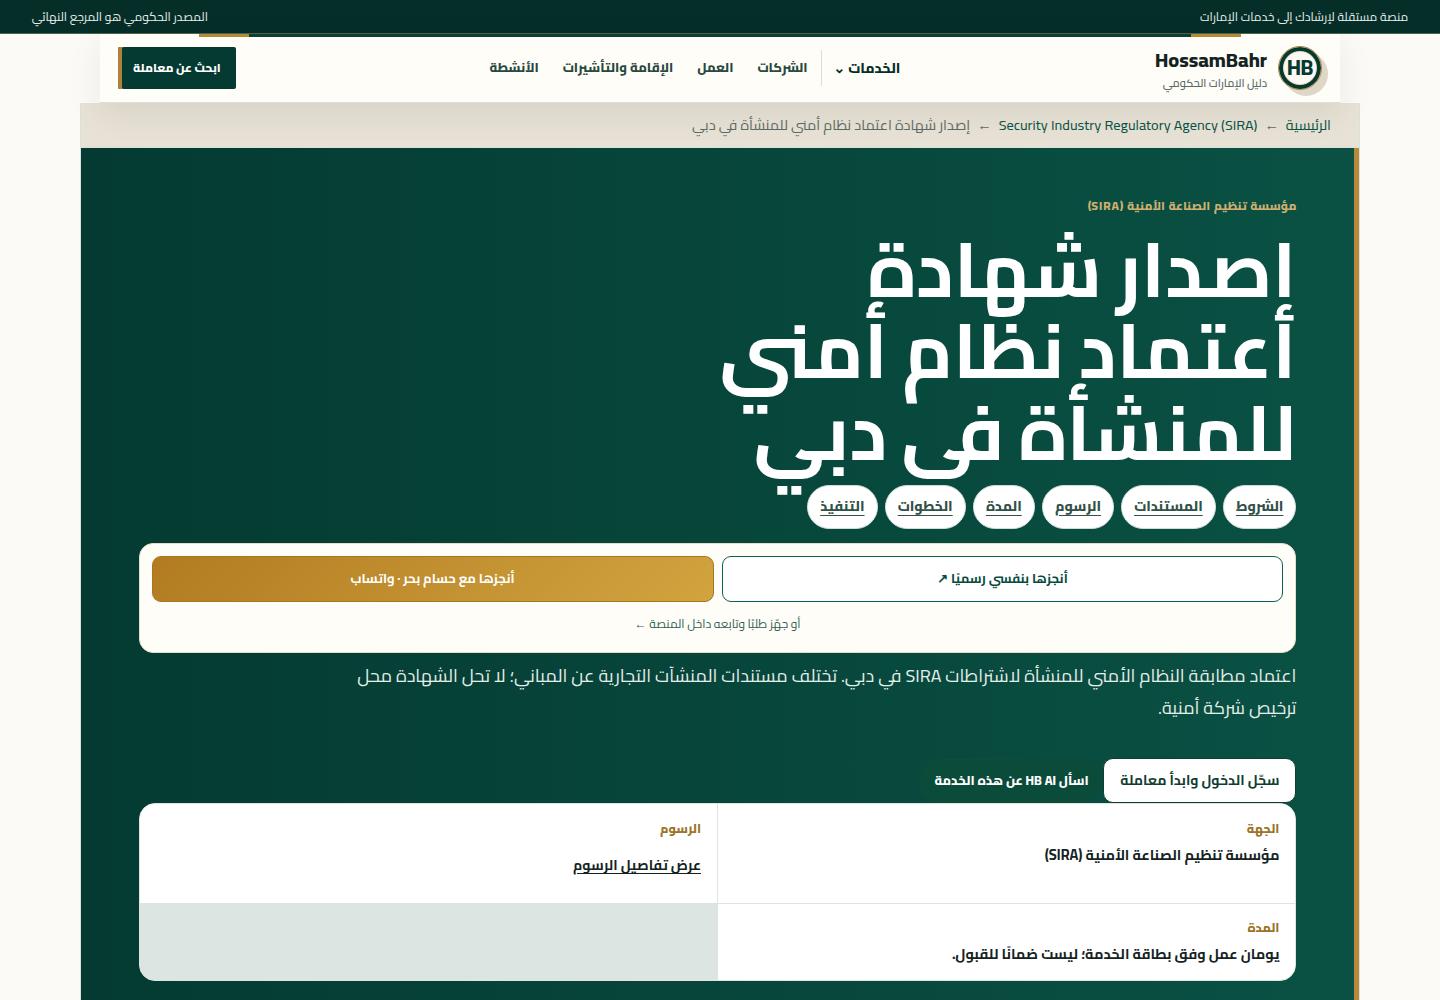 منصة مستقلة لإرشادك إلى خدمات الإمارات
المصدر الحكومي هو المرجع النهائي
HB
HossamBahr
دليل الإمارات الحكومي
الخدمات
الشركات
العمل
الإقامة والتأشيرات
الأنشطة
ابحث عن معاملة
الرئيسية ← Security Industry Regulatory Agency (SIRA) ← إصدار شهادة اعتماد نظام أمني للمنشأة في دبي
مؤسسة تنظيم الصناعة الأمنية (SIRA)
إصدار شهادة
اعتماد نظام أمني
للمنشأة في دبي
الشروط
المستندات
الرسوم
المدة
الخطوات
التنفيذ
أنجزها بنفسي رسميًا ↗
أنجزها مع حسام بحر · واتساب
أو جهّز طلبًا وتابعه داخل المنصة ←
اعتماد مطابقة النظام الأمني للمنشأة لاشتراطات SIRA في دبي. تختلف مستندات المنشآت التجارية عن المباني؛ لا تحل الشهادة محل
ترخيص شركة أمنية.
سجّل الدخول وابدأ معاملة
اسأل HB AI عن هذه الخدمة
الجهة
مؤسسة تنظيم الصناعة الأمنية (SIRA)
الرسوم
عرض تفاصيل الرسوم
المدة
يومان عمل وفق بطاقة الخدمة؛ ليست ضمانًا للقبول.